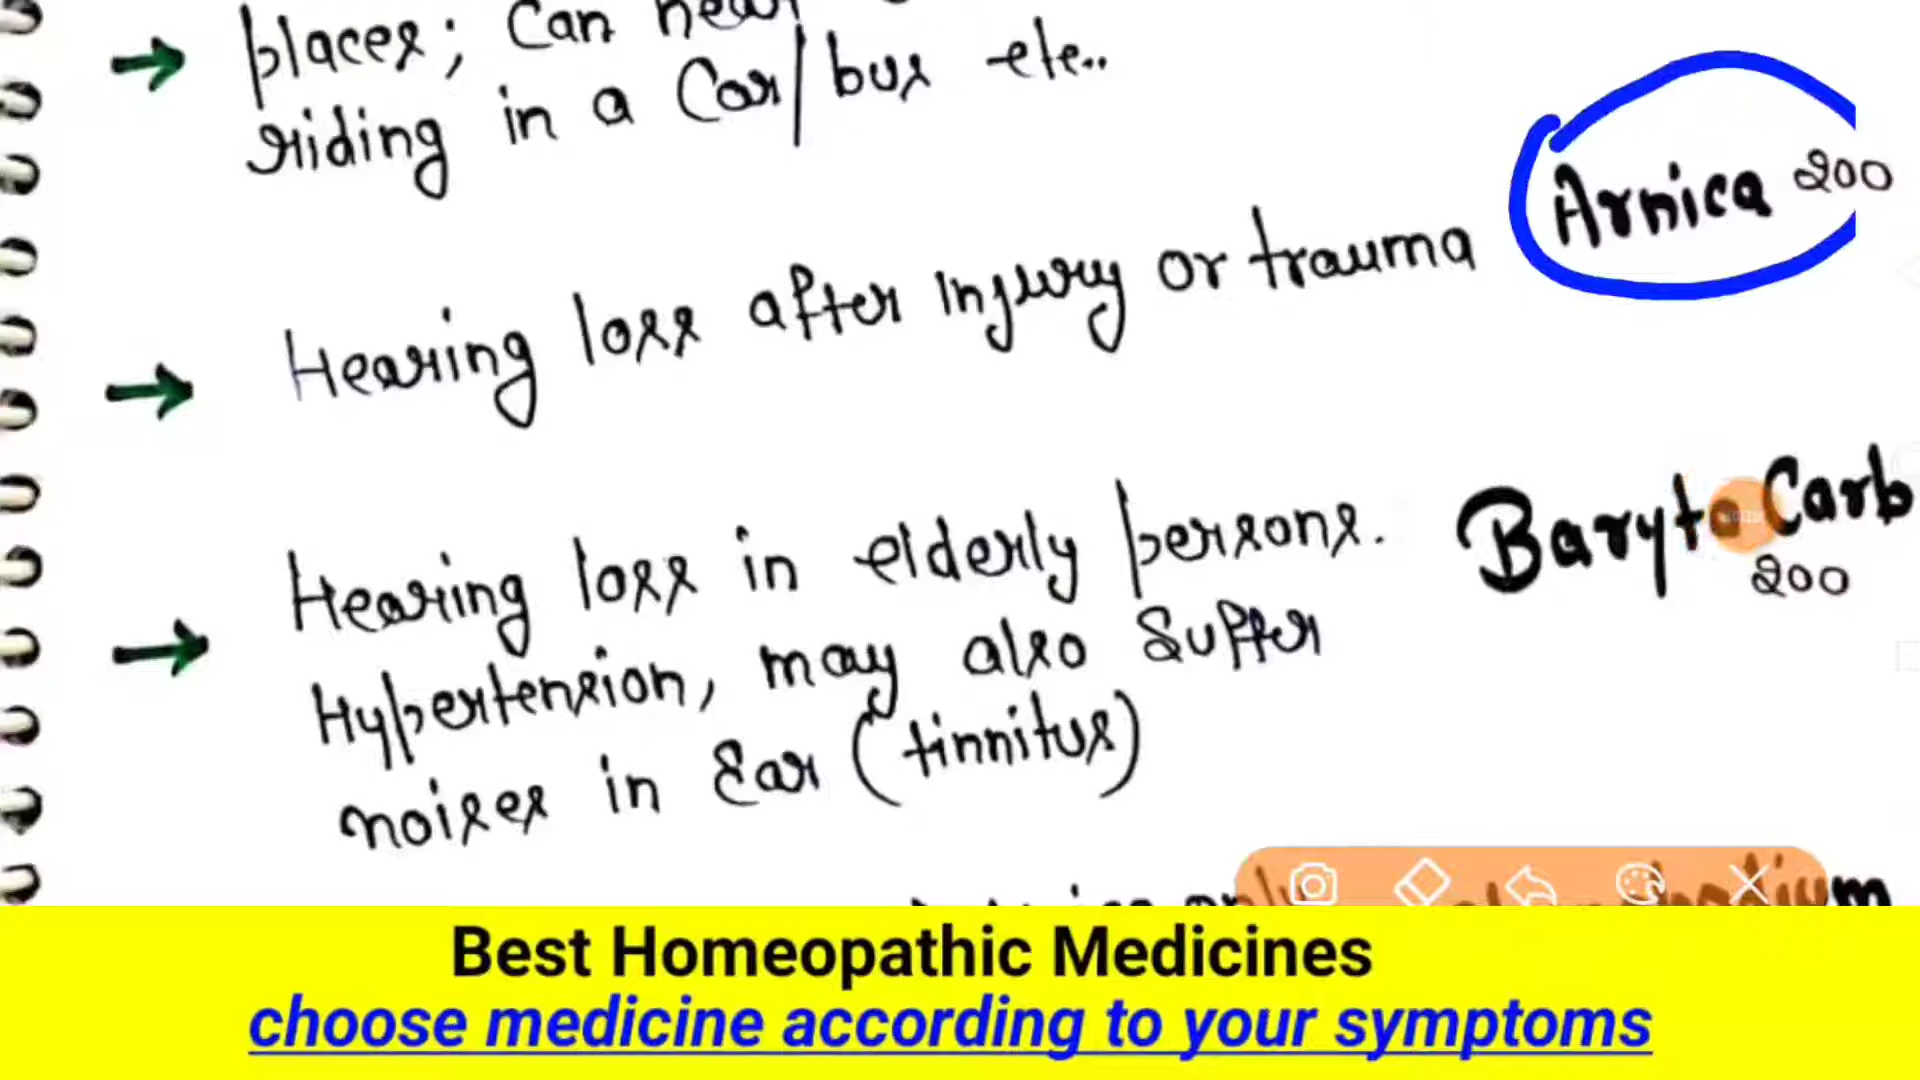 places; Can hear
riding in a Car/bus etc..
Hearing loss after injury or trauma Arnica 200
Hearing loss in elderly persons. Baryta Carb
200
Hypertension, may also Suffer
noises in Ear (tinnitus)
Best Homeopathic Medicines
choose medicine according to your symptoms